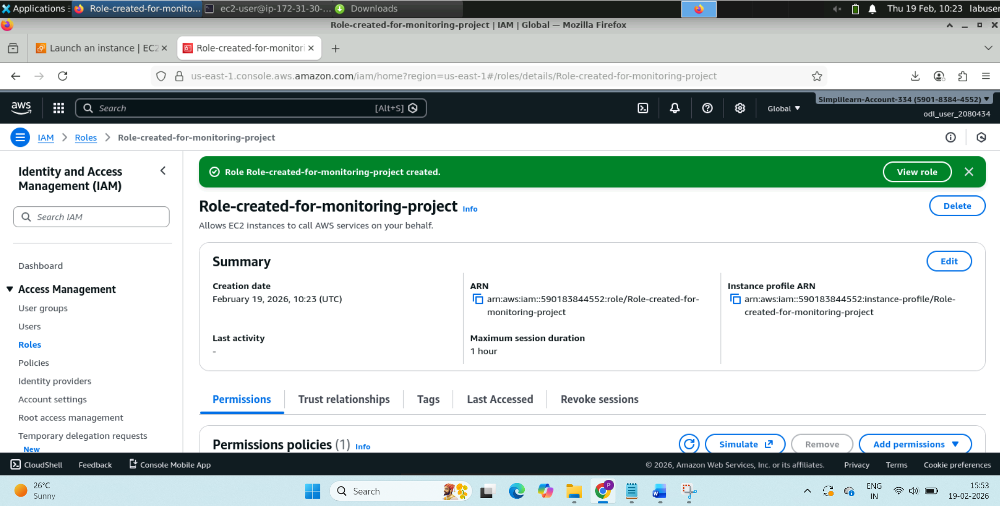 Applications
Role-created-for-monito...
ec2-user@ip-172-31-30-...
Downloads
Thu 19 Feb, 10:23
labuser
Role-created-for-monitoring-project | IAM | Global — Mozilla Firefox
Launch an instance | EC2
Role-created-for-monitori
us-east-1.console.aws.amazon.com/iam/home?region=us-east-1#/roles/details/Role-created-for-monitoring-project
aws
Search
[Alt+S]
Global
Simplilearn-Account-334 (5901-8384-4552)
odl_user_2080434
IAM
Roles
Role-created-for-monitoring-project
Identity and Access
Management (IAM)
Search IAM
Dashboard
Access Management
User groups
Users
Roles
Policies
Identity providers
Account settings
Root access management
Temporary delegation requests
New
Role Role-created-for-monitoring-project created.
View role
Role-created-for-monitoring-project Info
Delete
Allows EC2 instances to call AWS services on your behalf.
Summary
Edit
Creation date
February 19, 2026, 10:23 (UTC)
ARN
arn:aws:iam::590183844552:role/Role-created-for-
monitoring-project
Instance profile ARN
arn:aws:iam::590183844552:instance-profile/Role-
created-for-monitoring-project
Last activity
-
Maximum session duration
1 hour
Permissions
Trust relationships
Tags
Last Accessed
Revoke sessions
Permissions policies (1) Info
Simulate
Remove
Add permissions
CloudShell
Feedback
Console Mobile App
© 2026, Amazon Web Services, Inc. or its affiliates.
Privacy
Terms
Cookie preferences
26°C
Sunny
Search
P
ENG
IN
15:53
19-02-2026